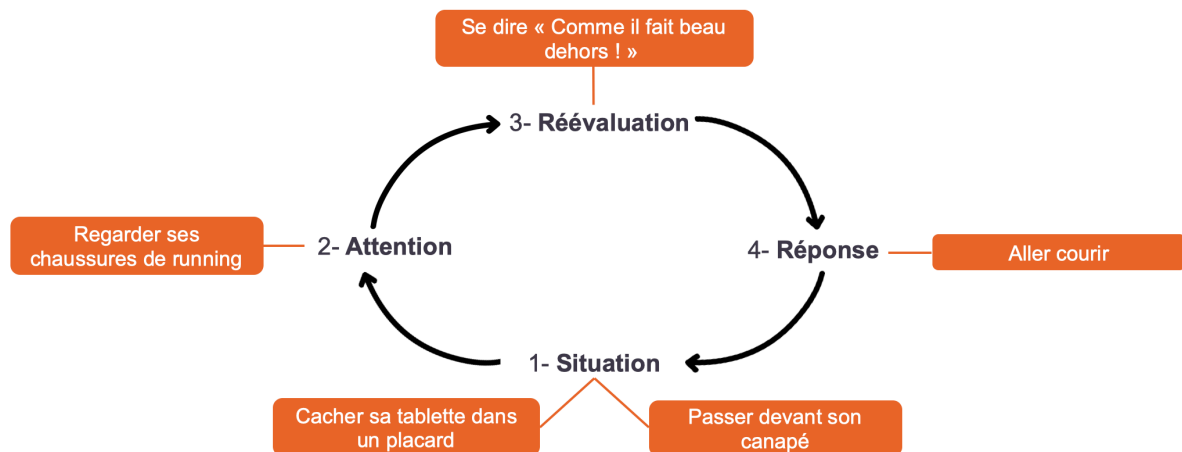 Se dire « Comme il fait beau
dehors ! »
3- Réévaluation
Regarder ses
chaussures de running
2- Attention
4- Réponse
Aller courir
1- Situation
Cacher sa tablette dans
un placard
Passer devant son
canapé